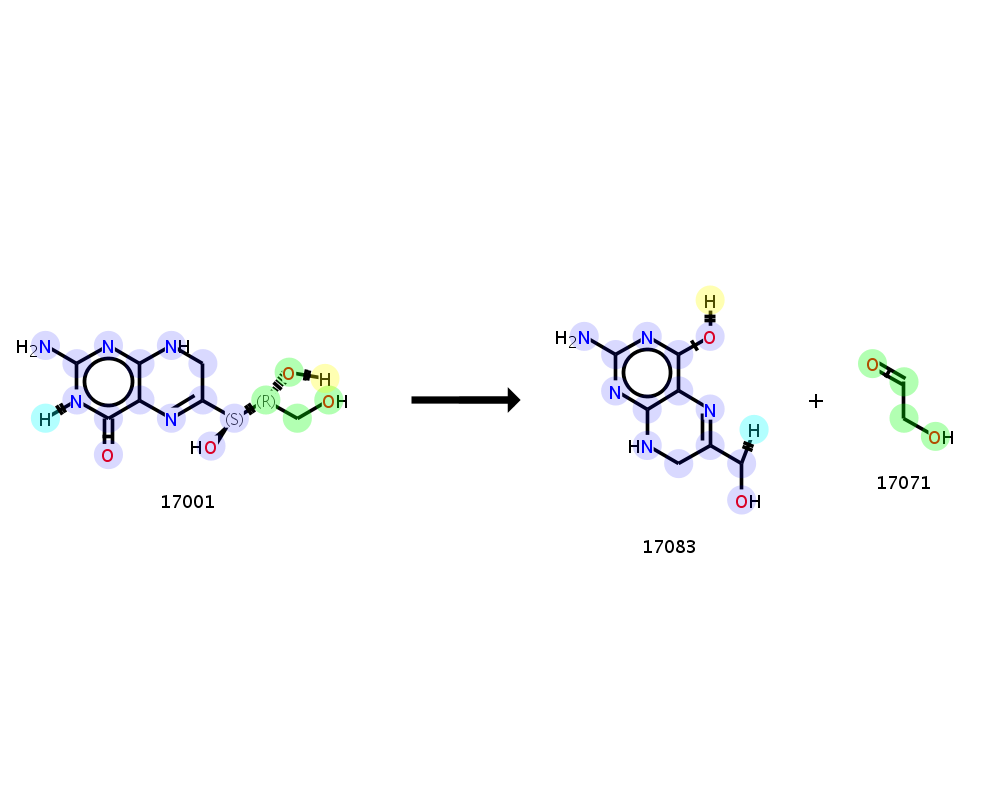 H
O
H₂N N NH O H
(R) OH
N (S)
H N
O HO
17001
H
H₂N N O
N N H
HN
OH
17083
+
O
OH
17071